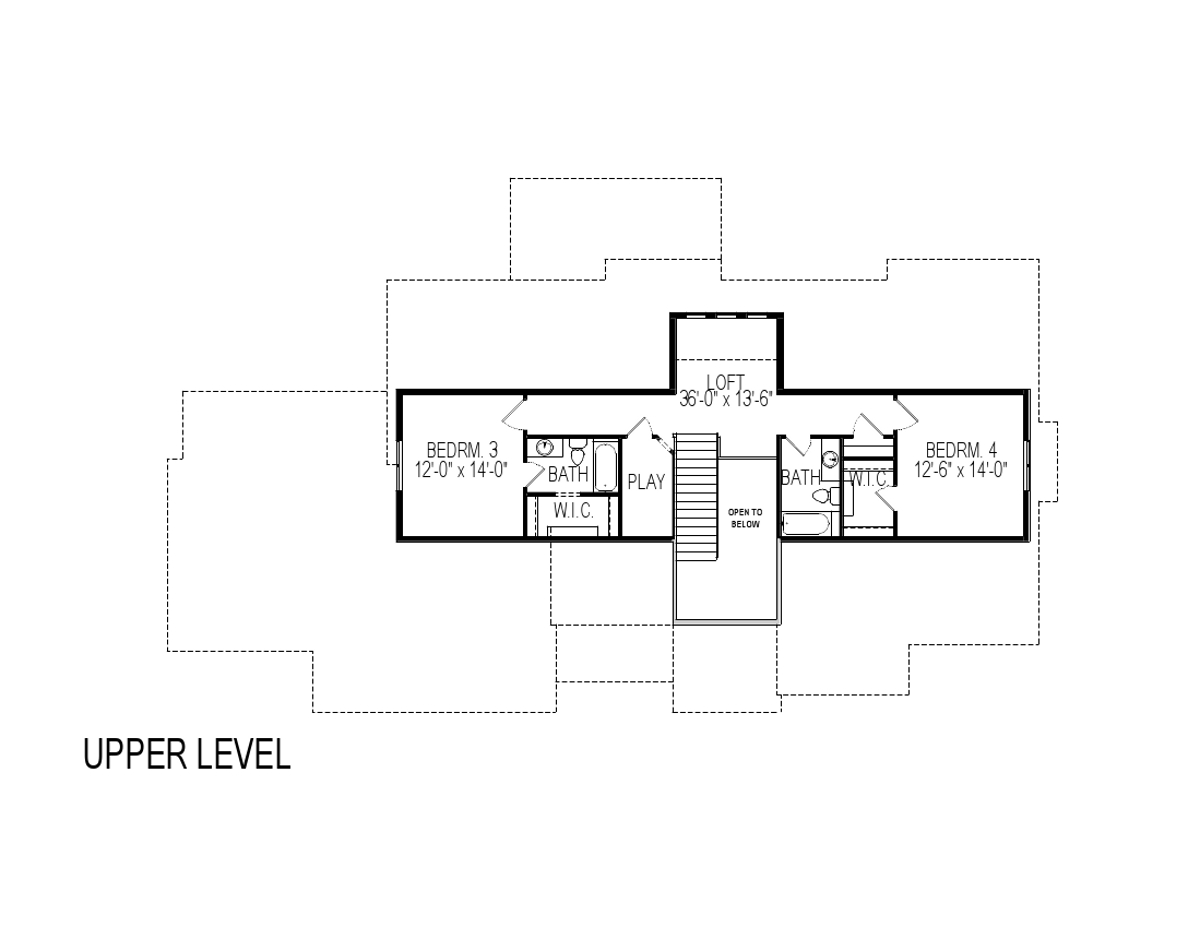 LOFT
36'-0" x 13'-6"
BEDRM. 3
12'-0" x 14'-0"
BATH
W.I.C.
PLAY
OPEN TO
BELOW
BATH
W.I.C.
BEDRM. 4
12'-6" x 14'-0"
UPPER LEVEL